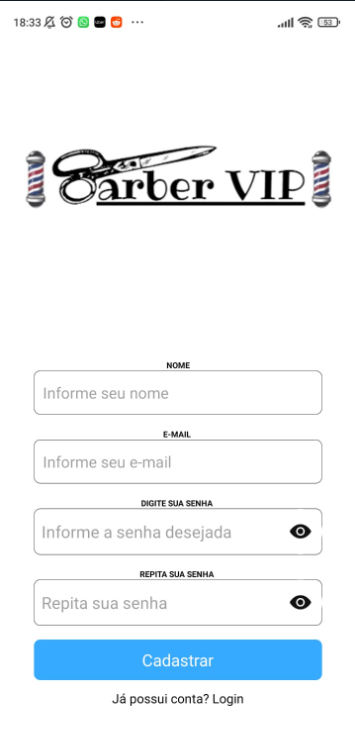 18:33
53
Barber VIP
NOME
Informe seu nome
E-MAIL
Informe seu e-mail
DIGITE SUA SENHA
Informe a senha desejada
REPITA SUA SENHA
Repita sua senha
Cadastrar
Já possui conta? Login